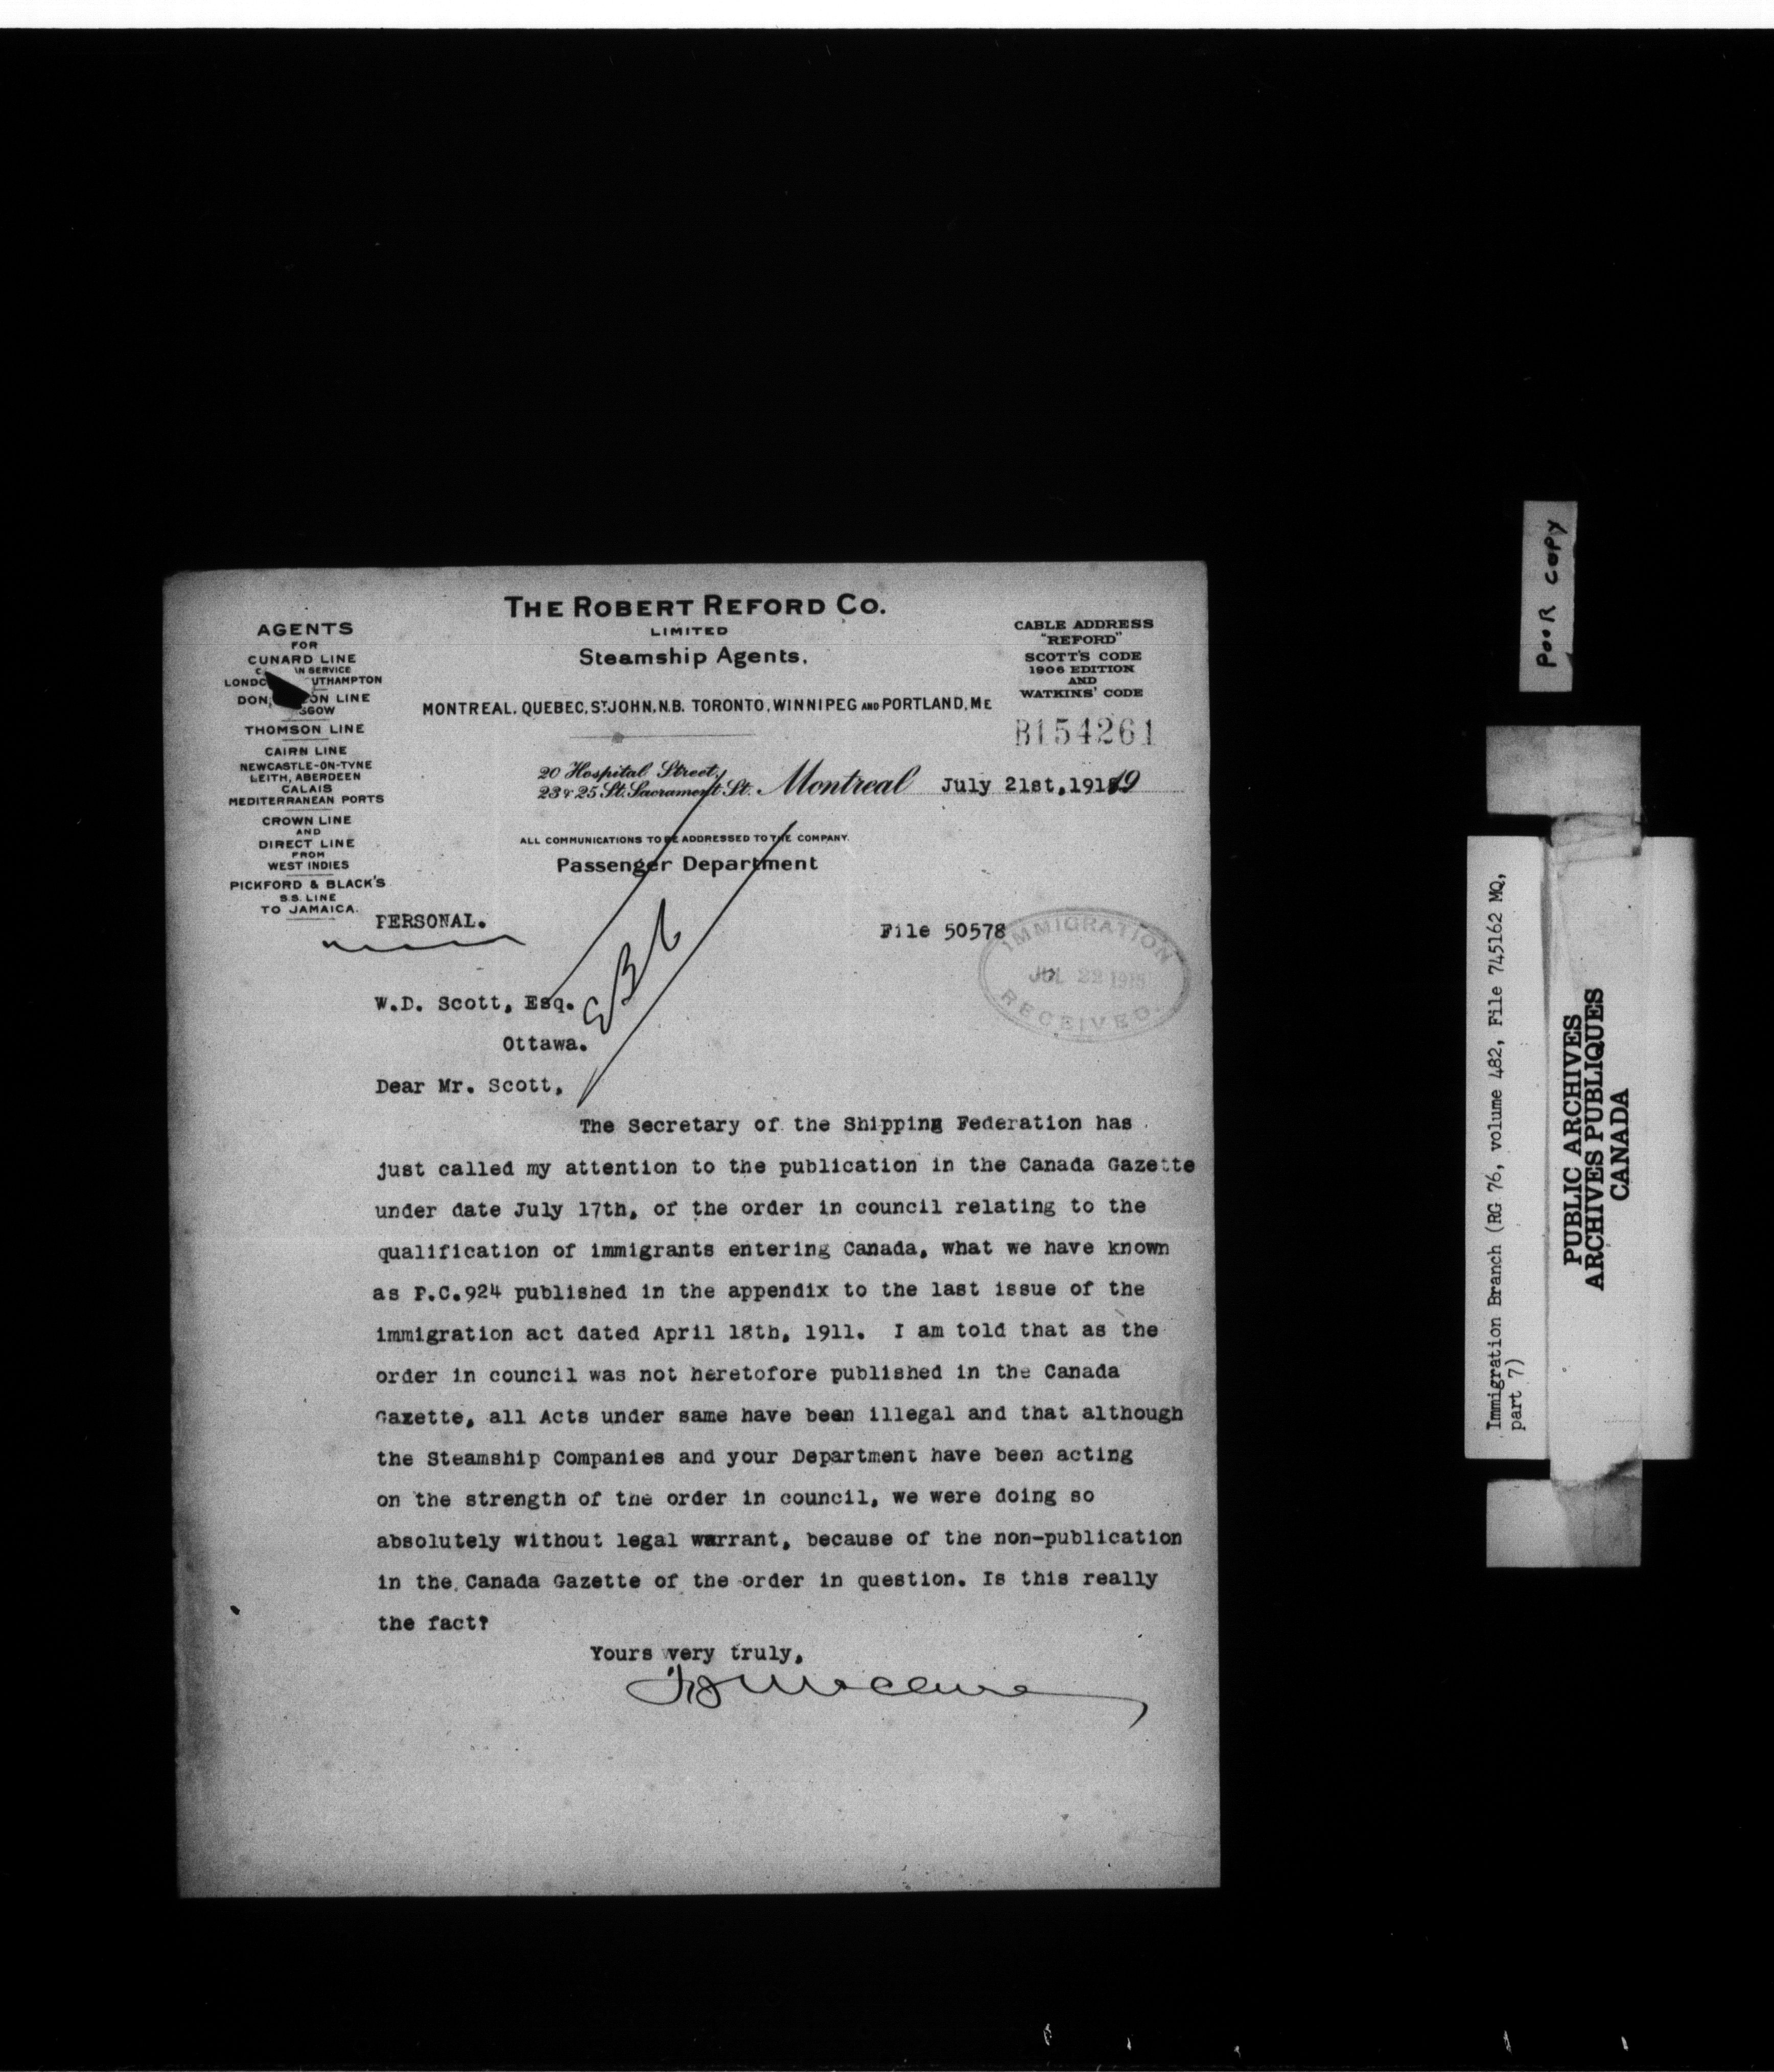 THE ROBERT REFORD CO.
LIMITED
Steamship Agents.
MONTREAL, QUEBEC, ST. JOHN, N.B. TORONTO, WINNIPEG AND PORTLAND, ME
AGENTS
FOR
CUNARD LINE
N SERVICE
LONDO UTHAMPTON
DON ON LINE
SGOW
THOMSON LINE
CAIRN LINE
NEWCASTLE-ON-TYNE
LEITH, ABERDEEN
CALAIS
MEDITERRANEAN PORTS
CROWN LINE
AND
DIRECT LINE
FROM
WEST INDIES
PICKFORD & BLACK'S
S.S. LINE
TO JAMAICA.
CABLE ADDRESS
"REFORD"
SCOTT'S CODE
1906 EDITION
AND
WATKINS' CODE
B154261
20 Hospital Street,
23 & 25 St. Sacrament St. Montreal July 21st, 191 19
ALL COMMUNICATIONS TO BE ADDRESSED TO THE COMPANY.
Passenger Department
PERSONAL.
File 50578
IMMIGRATION
JUL 22 1915
RECEIVED.
W.D. Scott, Esq.
Ottawa.
Dear Mr. Scott,
The Secretary of the Shipping Federation has
just called my attention to the publication in the Canada Gazette
under date July 17th, of the order in council relating to the
qualification of immigrants entering Canada, what we have known
as P.C.924 published in the appendix to the last issue of the
immigration act dated April 18th, 1911. I am told that as the
order in council was not heretofore published in the Canada
Gazette, all Acts under same have been illegal and that although
the Steamship Companies and your Department have been acting
on the strength of the order in council, we were doing so
absolutely without legal warrant, because of the non-publication
in the Canada Gazette of the order in question. Is this really
the fact?
Yours very truly,
POOR COPY
Immigration Branch (RG 76, volume 482, File 745162 MQ,
part 7)
PUBLIC ARCHIVES
ARCHIVES PUBLIQUES
CANADA